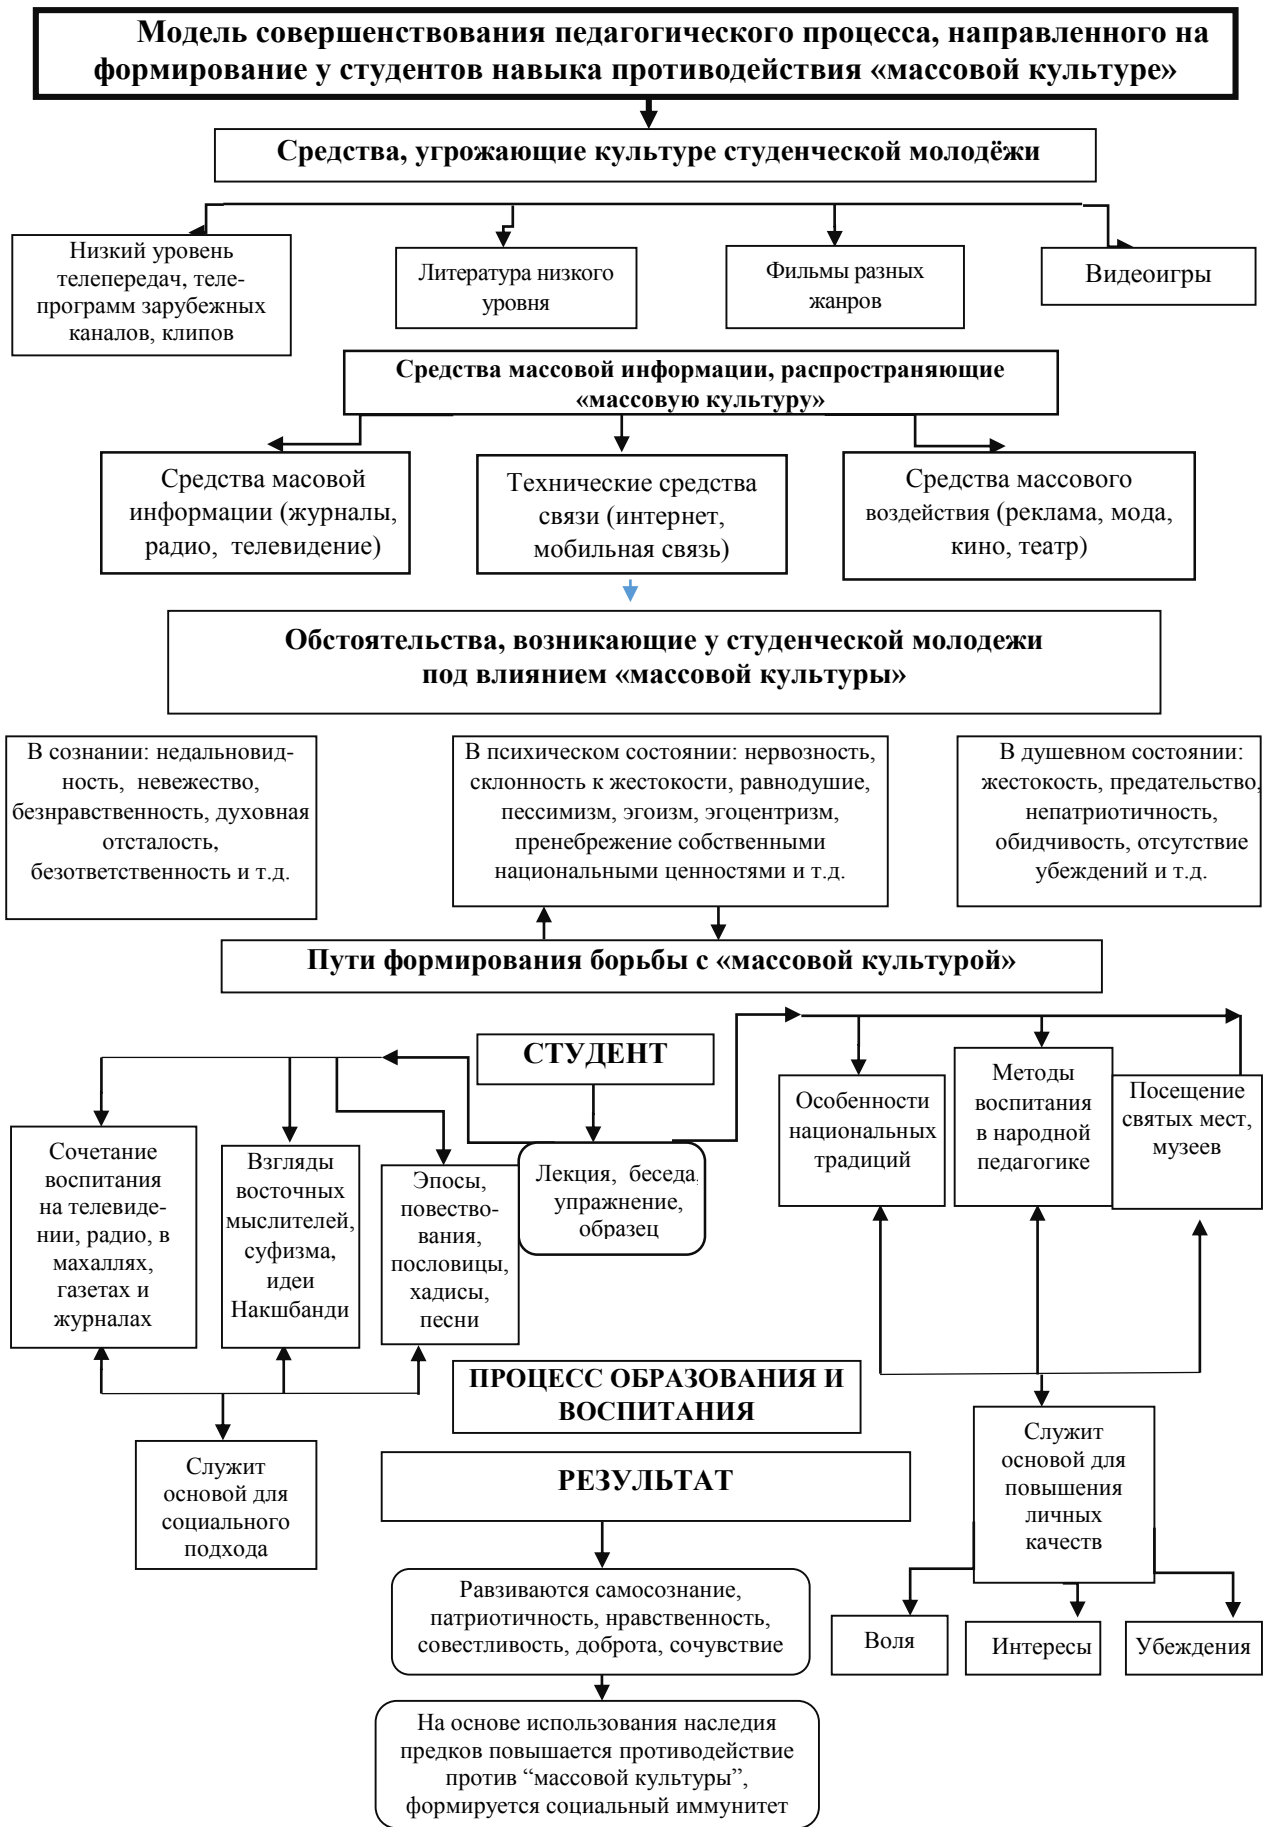 Модель совершенствования педагогического процесса, направленного на
формирование у студентов навыка противодействия «массовой культуре»
Средства, угрожающие культуре студенческой молодёжи
Низкий уровень
телепередач, теле-
программ зарубежных
каналов, клипов
Литература низкого
уровня
Фильмы разных
жанров
Видеоигры
Средства массовой информации, распространяющие
«массовую культуру»
Средства масовой
информации (журналы,
радио, телевидение)
Технические средства
связи (интернет,
мобильная связь)
Средства массового
воздействия (реклама, мода,
кино, театр)
Обстоятельства, возникающие у студенческой молодежи
под влиянием «массовой культуры»
В сознании: недальновид-
ность, невежество,
безнравственность, духовная
отсталость,
безответственность и т.д.
В психическом состоянии: нервозность,
склонность к жестокости, равнодушие,
пессимизм, эгоизм, эгоцентризм,
пренебрежение собственными
национальными ценностями и т.д.
В душевном состоянии:
жестокость, предательство,
непатриотичность,
обидчивость, отсутствие
убеждений и т.д.
Пути формирования борьбы с «массовой культурой»
СТУДЕНТ
Сочетание
воспитания
на телевиде-
нии, радио, в
махаллях,
газетах и
журналах
Взгляды
восточных
мыслителей,
суфизма,
идеи
Накшбанди
Эпосы,
повество-
вания,
пословицы,
хадисы,
песни
Лекция, беседа,
упражнение,
образец
Особенности
национальных
традиций
Методы
воспитания
в народной
педагогике
Посещение
святых мест,
музеев
ПРОЦЕСС ОБРАЗОВАНИЯ И
ВОСПИТАНИЯ
Служит
основой для
социального
подхода
РЕЗУЛЬТАТ
Служит
основой для
повышения
личных
качеств
Равзиваются самосознание,
патриотичность, нравственность,
совестливость, доброта, сочувствие
Воля
Интересы
Убеждения
На основе использования наследия
предков повышается противодействие
против “массовой культуры”,
формируется социальный иммунитет